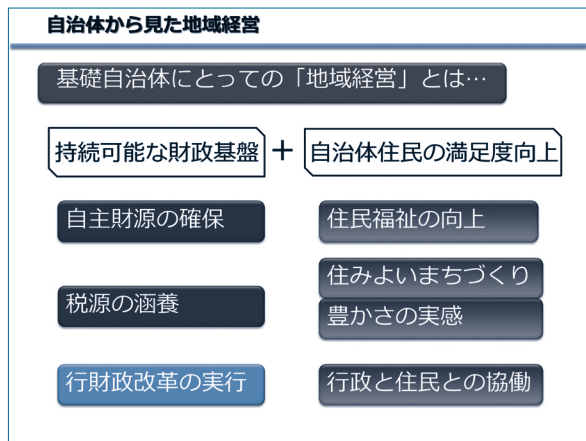 自治体から見た地域経営
基礎自治体にとっての「地域経営」とは…
持続可能な財政基盤
+
自治体住民の満足度向上
自主財源の確保
税源の涵養
行財政改革の実行
住民福祉の向上
住みよいまちづくり
豊かさの実感
行政と住民との協働